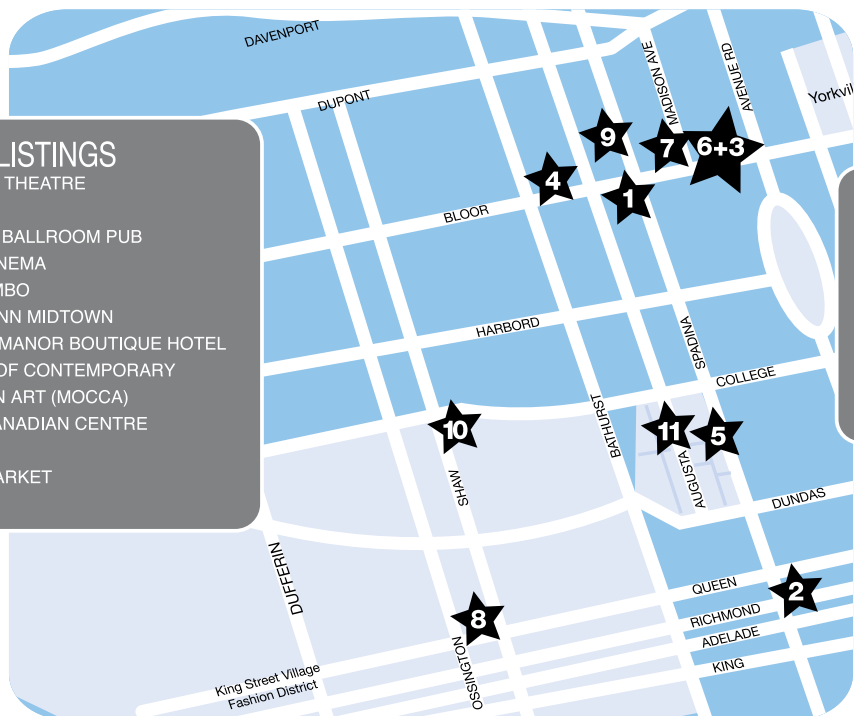 DAVENPORT
DUPONT
MADISON AVE
AVENUE RD
LISTINGS
THEATRE
BALLROOM PUB
NEMA
MBO
NN MIDTOWN
MANOR BOUTIQUE HOTEL
OF CONTEMPORARY
N ART (MOCCA)
ANADIAN CENTRE
ARKET
9
7
6+3
4
1
BLOOR
HARBORD
SPADINA
COLLEGE
BATHURST
10
11
5
SHAW
AUGUSTA
DUNDAS
DUFFERIN
QUEEN
2
8
RICHMOND
ADELADE
KING
OSSINGTON
King Street Village
Fashion District